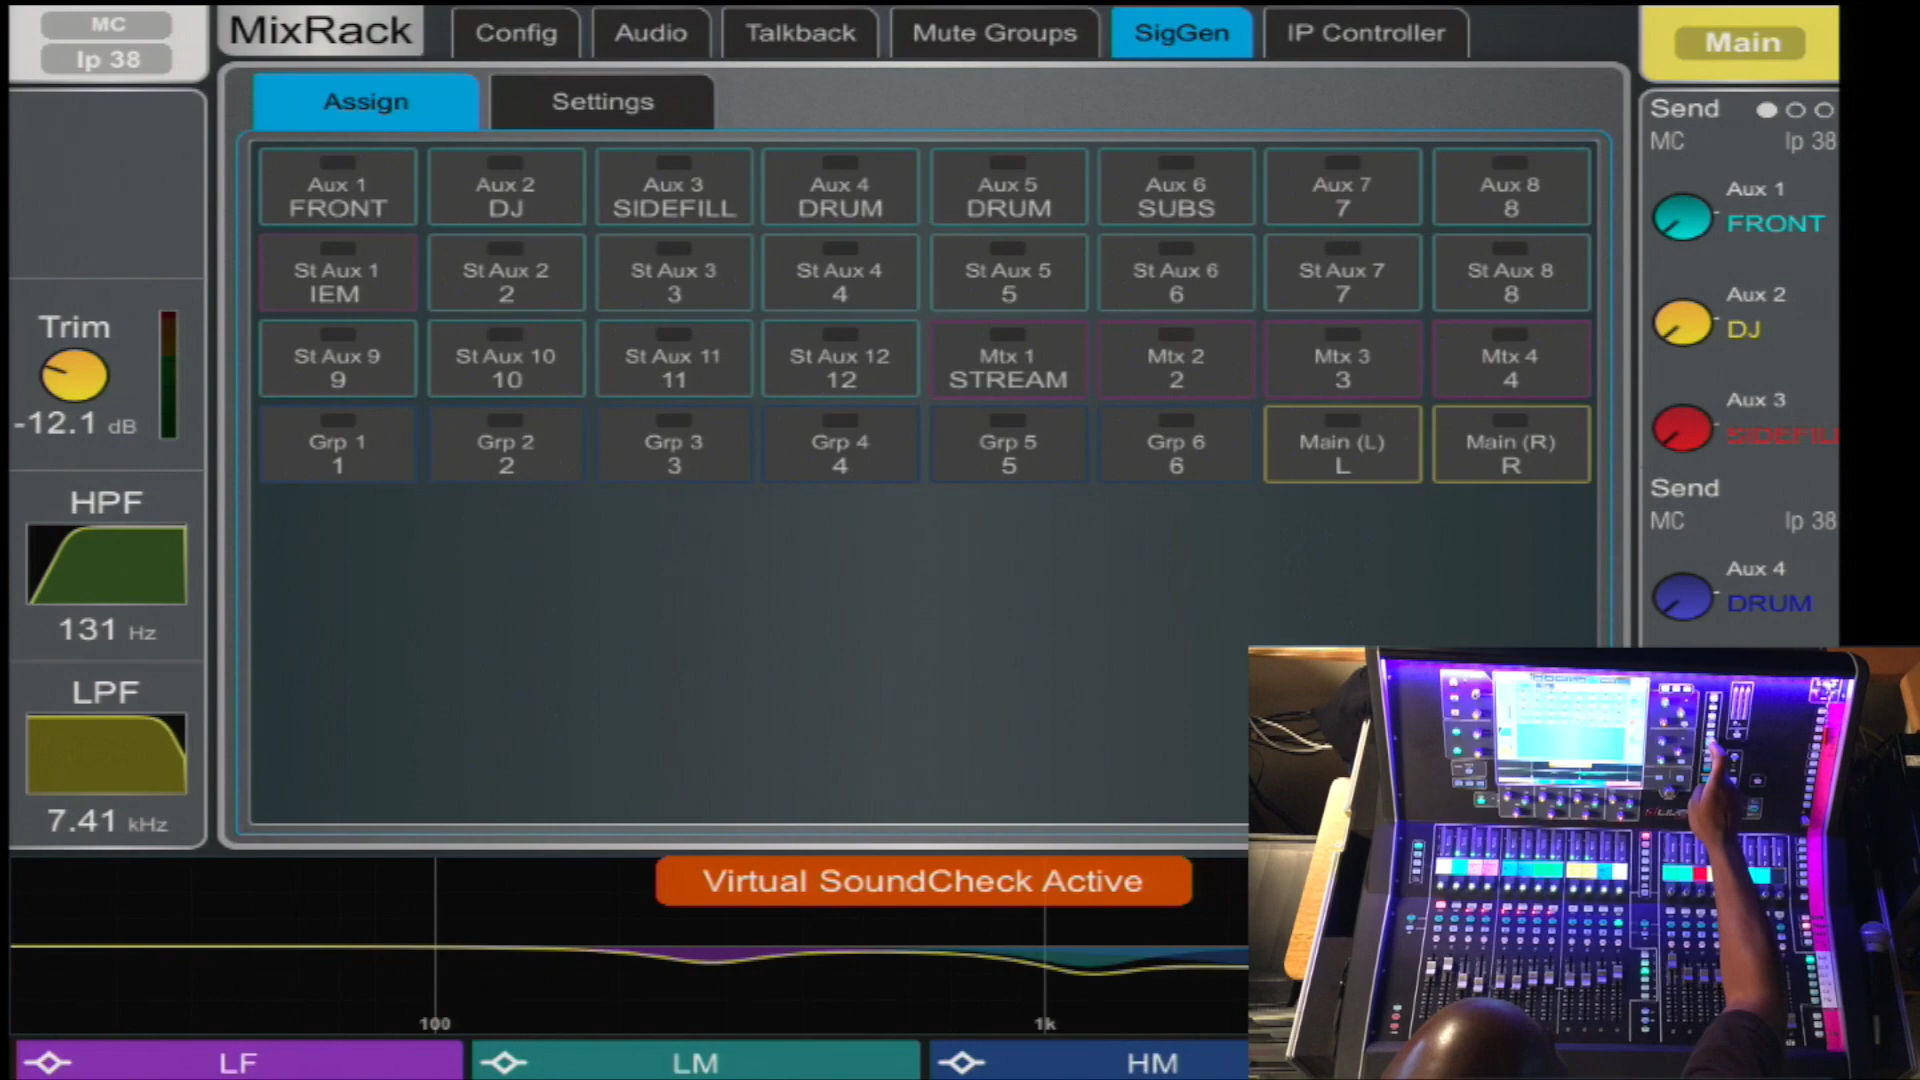 MC
Ip 38
MixRack
Config
Audio
Talkback
Mute Groups
SigGen
IP Controller
Main
Assign
Settings
Aux 1
FRONT
Aux 2
DJ
Aux 3
SIDEFILL
Aux 4
DRUM
Aux 5
DRUM
Aux 6
SUBS
Aux 7
7
Aux 8
8
St Aux 1
IEM
St Aux 2
2
St Aux 3
3
St Aux 4
4
St Aux 5
5
St Aux 6
6
St Aux 7
7
St Aux 8
8
St Aux 9
9
St Aux 10
10
St Aux 11
11
St Aux 12
12
Mtx 1
STREAM
Mtx 2
2
Mtx 3
3
Mtx 4
4
Grp 1
1
Grp 2
2
Grp 3
3
Grp 4
4
Grp 5
5
Grp 6
6
Main (L)
L
Main (R)
R
Trim
-12.1 dB
HPF
131 Hz
LPF
7.41 kHz
Send
MC Ip 38
Aux 1
FRONT
Aux 2
DJ
Aux 3
SIDEFILL
Send
MC Ip 38
Aux 4
DRUM
Virtual SoundCheck Active
100
1k
LF
LM
HM